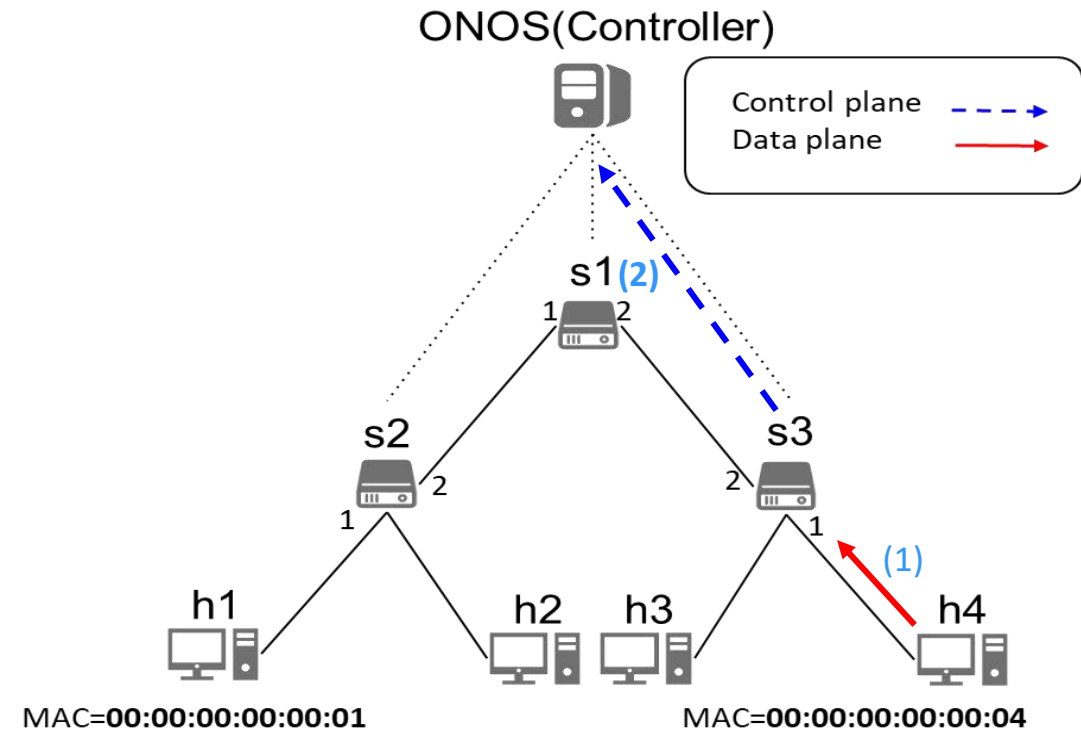 ONOS(Controller)
Control plane
Data plane
s1 (2)
1 2
s2
s3
2
2
1
1
(1)
h1
h2
h3
h4
MAC=00:00:00:00:00:01
MAC=00:00:00:00:00:04